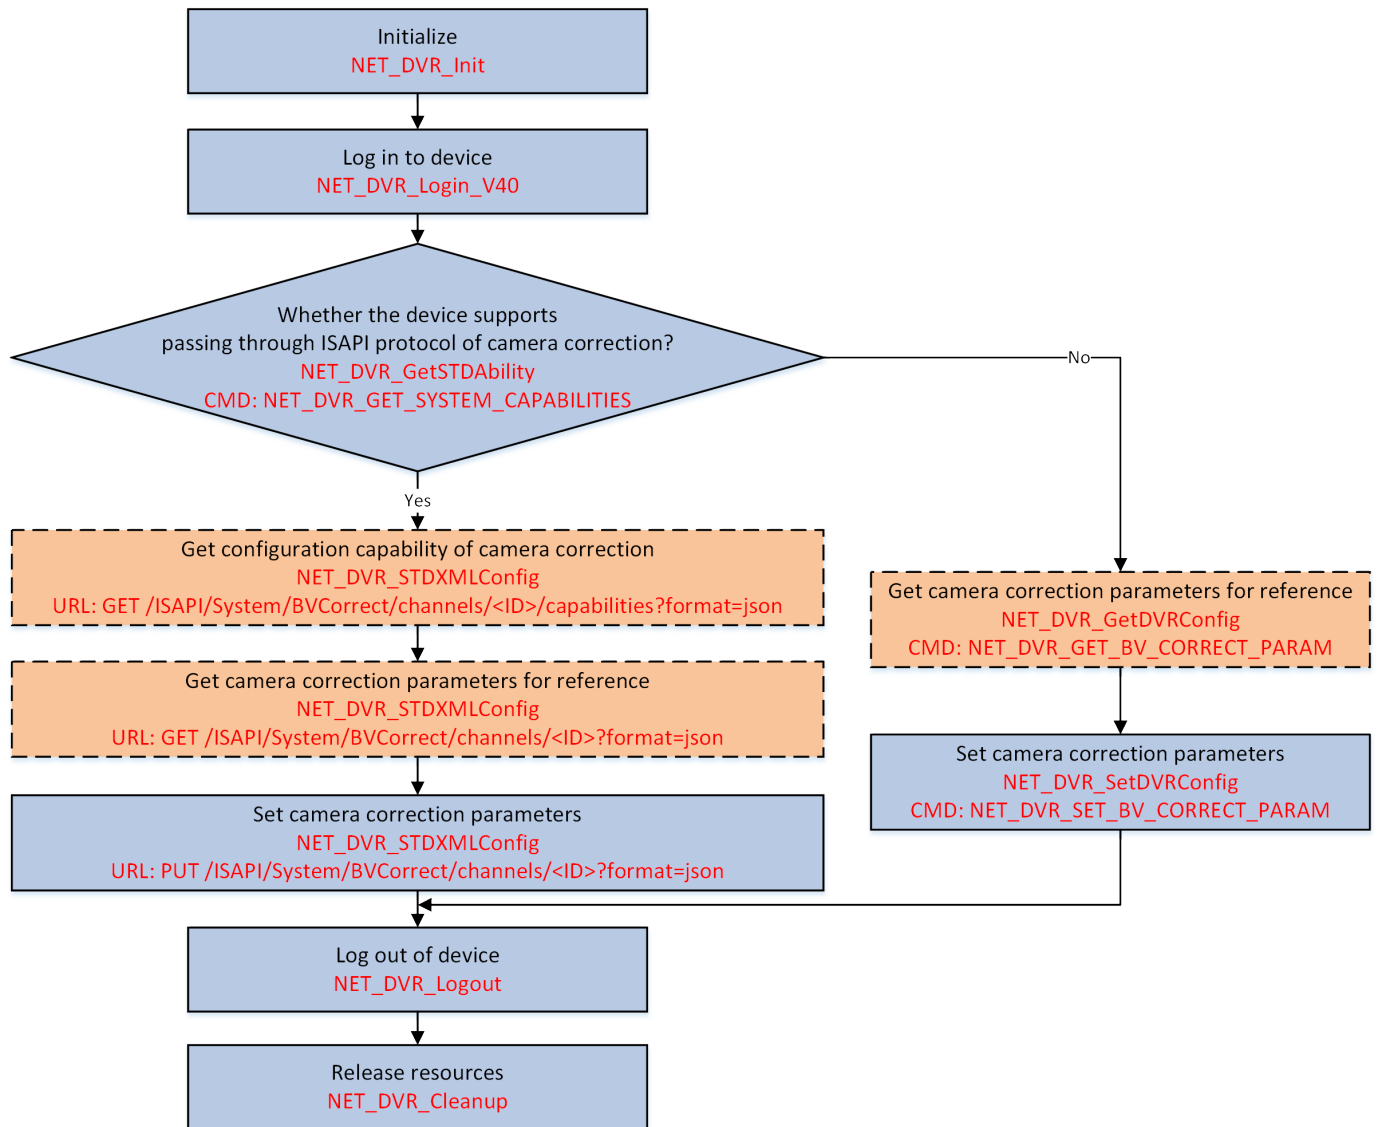 Initialize
NET_DVR_Init
Log in to device
NET_DVR_Login_V40
Whether the device supports
passing through ISAPI protocol of camera correction?
NET_DVR_GetSTDAbility
CMD: NET_DVR_GET_SYSTEM_CAPABILITIES
No
Yes
Get configuration capability of camera correction
NET_DVR_STDXMLConfig
URL: GET /ISAPI/System/BVCorrect/channels/<ID>/capabilities?format=json
Get camera correction parameters for reference
NET_DVR_STDXMLConfig
URL: GET /ISAPI/System/BVCorrect/channels/<ID>?format=json
Set camera correction parameters
NET_DVR_STDXMLConfig
URL: PUT /ISAPI/System/BVCorrect/channels/<ID>?format=json
Get camera correction parameters for reference
NET_DVR_GetDVRConfig
CMD: NET_DVR_GET_BV_CORRECT_PARAM
Set camera correction parameters
NET_DVR_SetDVRConfig
CMD: NET_DVR_SET_BV_CORRECT_PARAM
Log out of device
NET_DVR_Logout
Release resources
NET_DVR_Cleanup